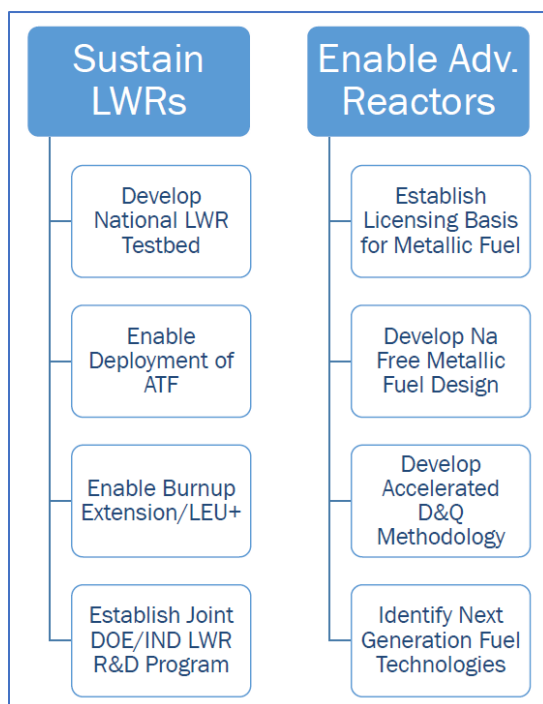 Sustain
LWRs
Develop
National LWR
Testbed
Enable
Deployment of
ATF
Enable Burnup
Extension/LEU+
Establish Joint
DOE/IND LWR
R&D Program
Enable Adv.
Reactors
Establish
Licensing Basis
for Metallic Fuel
Develop Na
Free Metallic
Fuel Design
Develop
Accelerated
D&Q
Methodology
Identify Next
Generation Fuel
Technologies